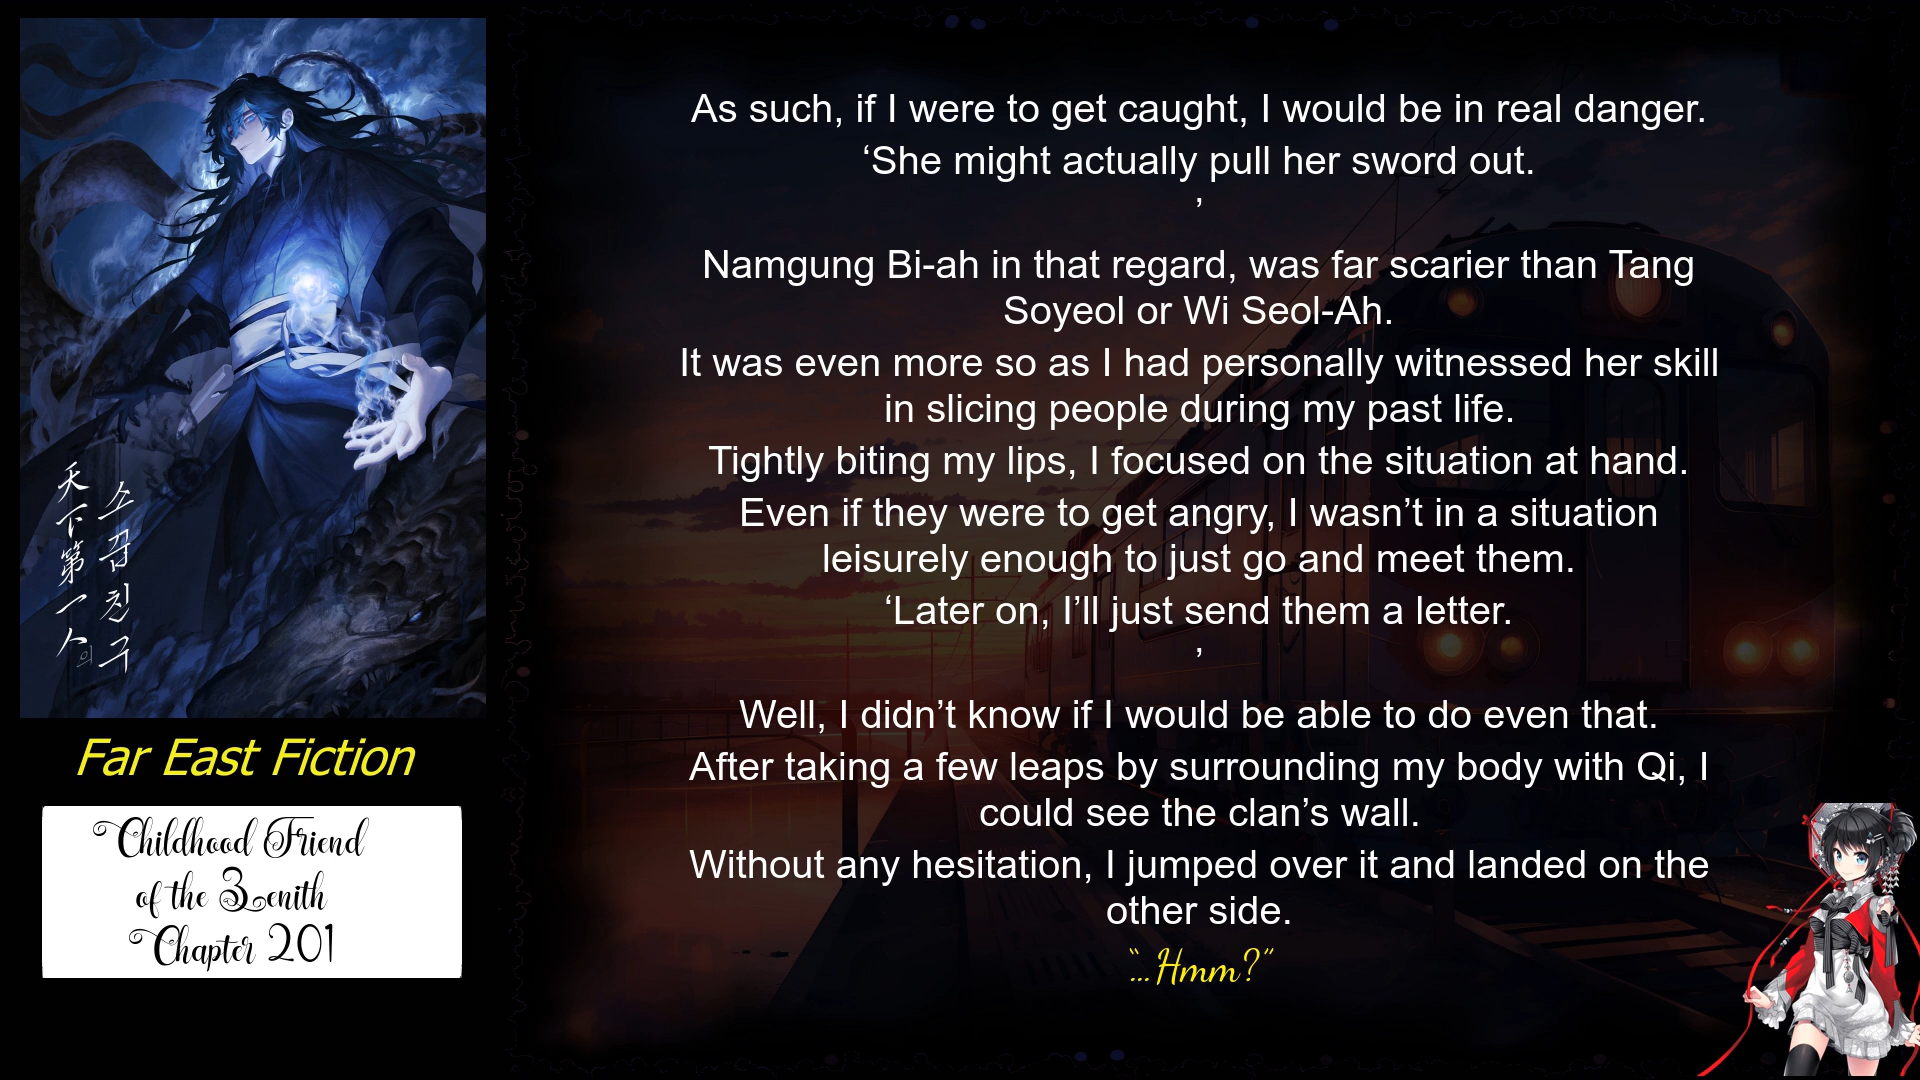 As such, if I were to get caught, I would be in real danger.
‘She might actually pull her sword out.
’
Namgung Bi-ah in that regard, was far scarier than Tang
Soyeol or Wi Seol-Ah.
It was even more so as I had personally witnessed her skill
in slicing people during my past life.
Tightly biting my lips, I focused on the situation at hand.
Even if they were to get angry, I wasn’t in a situation
leisurely enough to just go and meet them.
‘Later on, I’ll just send them a letter.
’
Well, I didn’t know if I would be able to do even that.
After taking a few leaps by surrounding my body with Qi, I
could see the clan’s wall.
Without any hesitation, I jumped over it and landed on the
other side.
“...Hmm?”
天下第一人의
소꿉친구
Far East Fiction
Childhood Friend
of the Zenith
Chapter 201